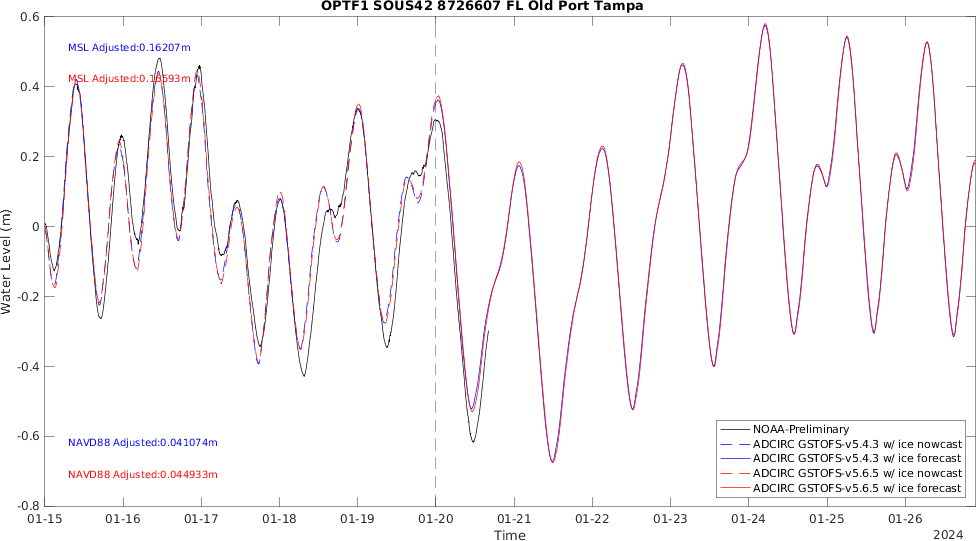 OPTF1 SOUS42 8726607 FL Old Port Tampa
Water Level (m)
0.6
0.4
0.2
0
-0.2
-0.4
-0.6
-0.8
MSL Adjusted:0.16207m
MSL Adjusted:0.16593m
NAVD88 Adjusted:0.041074m
NAVD88 Adjusted:0.044933m
NOAA-Preliminary
ADCIRC GSTOFS-v5.4.3 w/ ice nowcast
ADCIRC GSTOFS-v5.4.3 w/ ice forecast
ADCIRC GSTOFS-v5.6.5 w/ ice nowcast
ADCIRC GSTOFS-v5.6.5 w/ ice forecast
01-15 01-16 01-17 01-18 01-19 01-20 01-21 01-22 01-23 01-24 01-25 01-26
Time
2024